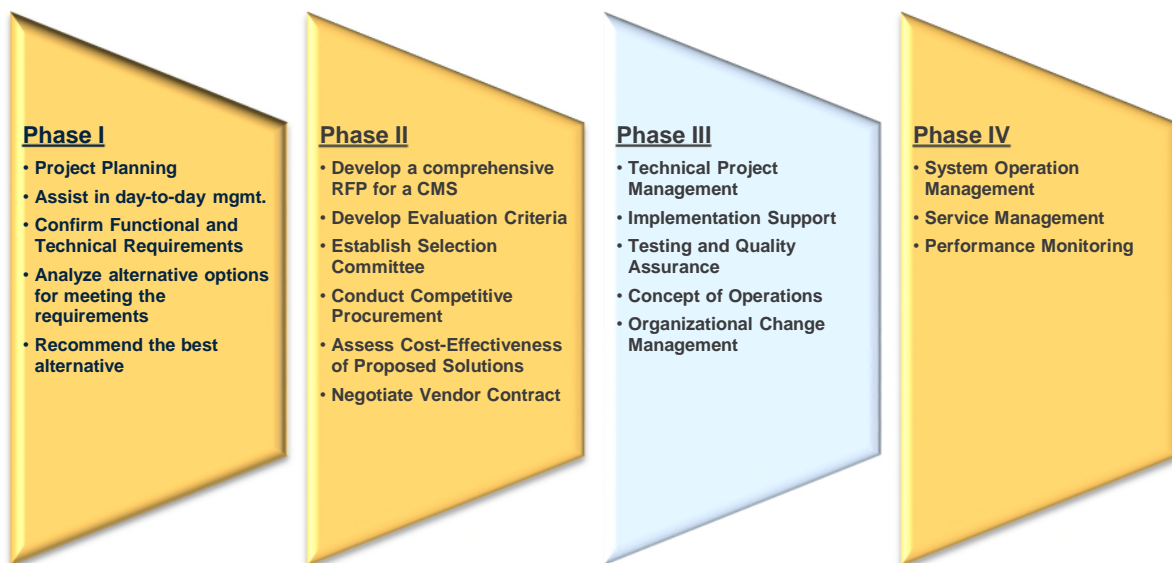 Phase I
• Project Planning
• Assist in day-to-day mgmt.
• Confirm Functional and
Technical Requirements
• Analyze alternative options
for meeting the
requirements
• Recommend the best
alternative
Phase II
• Develop a comprehensive
RFP for a CMS
• Develop Evaluation Criteria
• Establish Selection
Committee
• Conduct Competitive
Procurement
• Assess Cost-Effectiveness
of Proposed Solutions
• Negotiate Vendor Contract
Phase III
• Technical Project
Management
• Implementation Support
• Testing and Quality
Assurance
• Concept of Operations
• Organizational Change
Management
Phase IV
• System Operation
Management
• Service Management
• Performance Monitoring